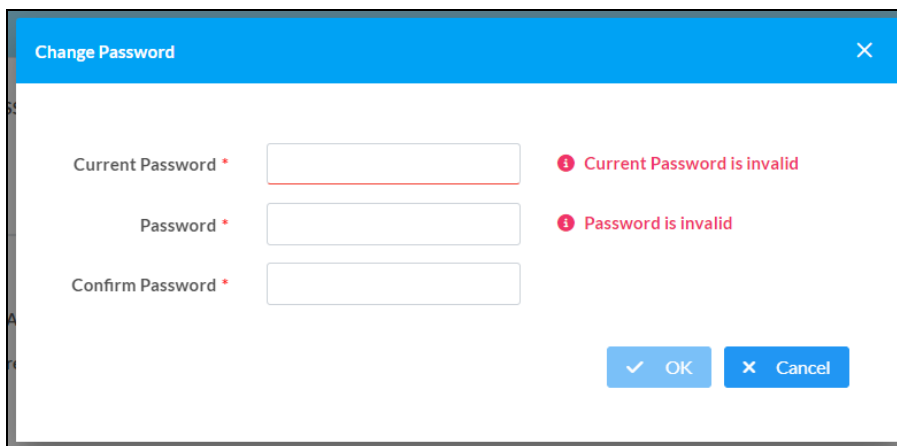 Change Password
Current Password *
Current Password is invalid
Password *
Password is invalid
Confirm Password *
OK
Cancel